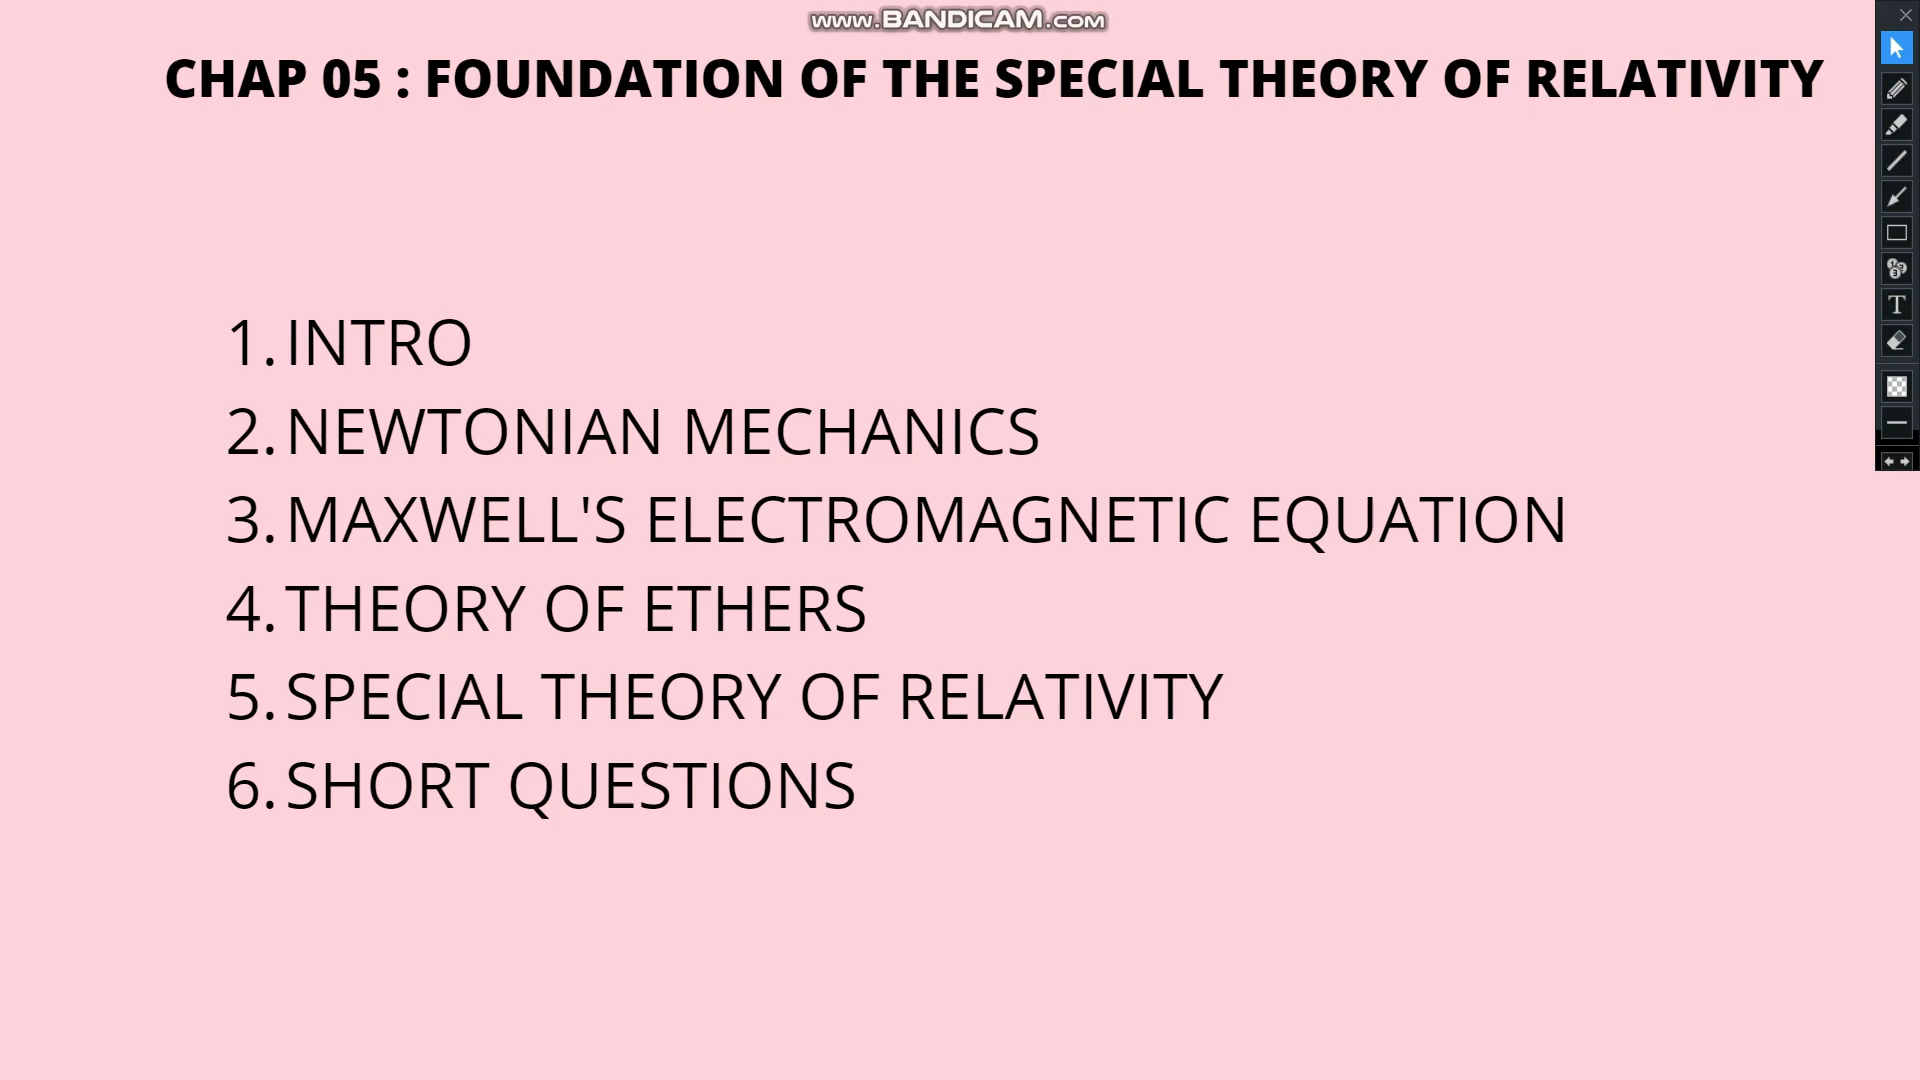 www.BANDICAM.com
CHAP 05 : FOUNDATION OF THE SPECIAL THEORY OF RELATIVITY
1. INTRO
2. NEWTONIAN MECHANICS
3. MAXWELL'S ELECTROMAGNETIC EQUATION
4. THEORY OF ETHERS
5. SPECIAL THEORY OF RELATIVITY
6. SHORT QUESTIONS